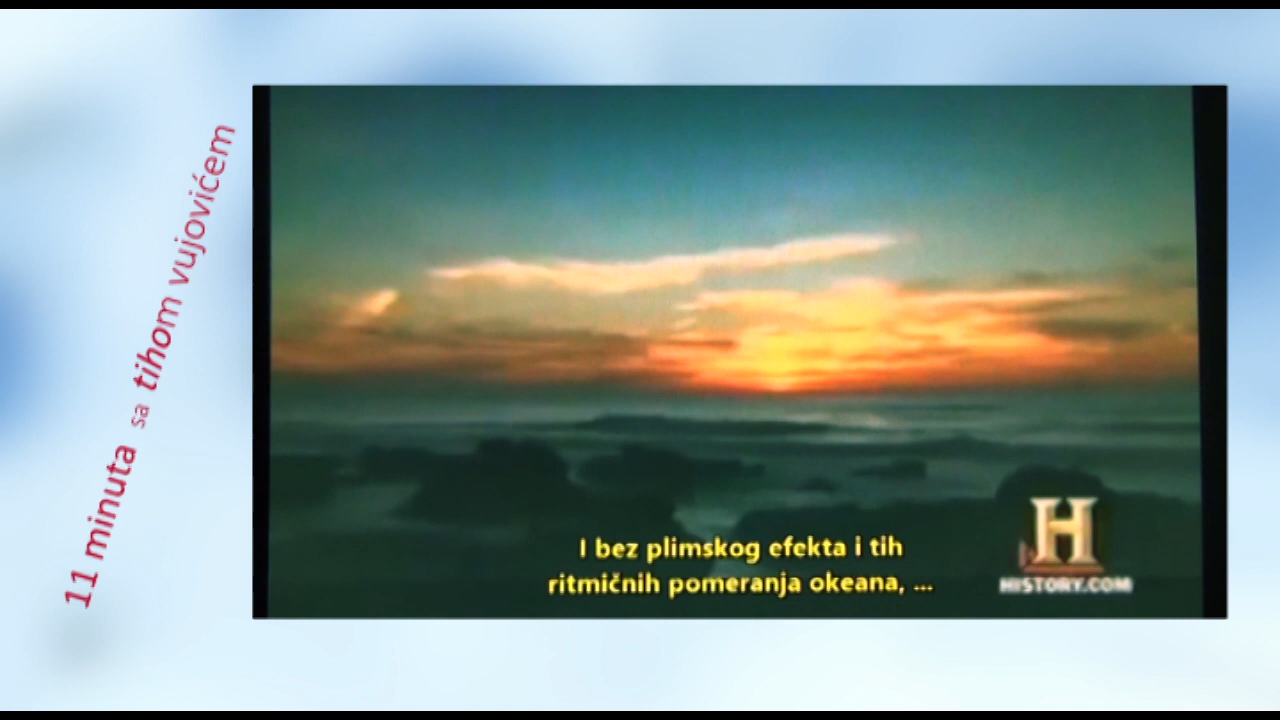 11 minuta sa tihom vujovićem
I bez plimskog efekta i tih
ritmičnih pomeranja okeana, ...
H
HISTORY.COM